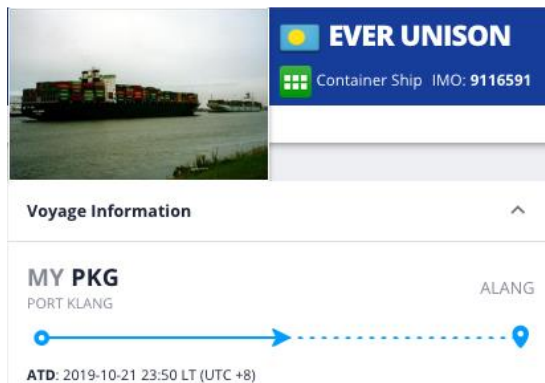 EVER UNISON
Container Ship IMO: 9116591
Voyage Information
MY PKG
PORT KLANG
ALANG
ATD: 2019-10-21 23:50 LT (UTC +8)